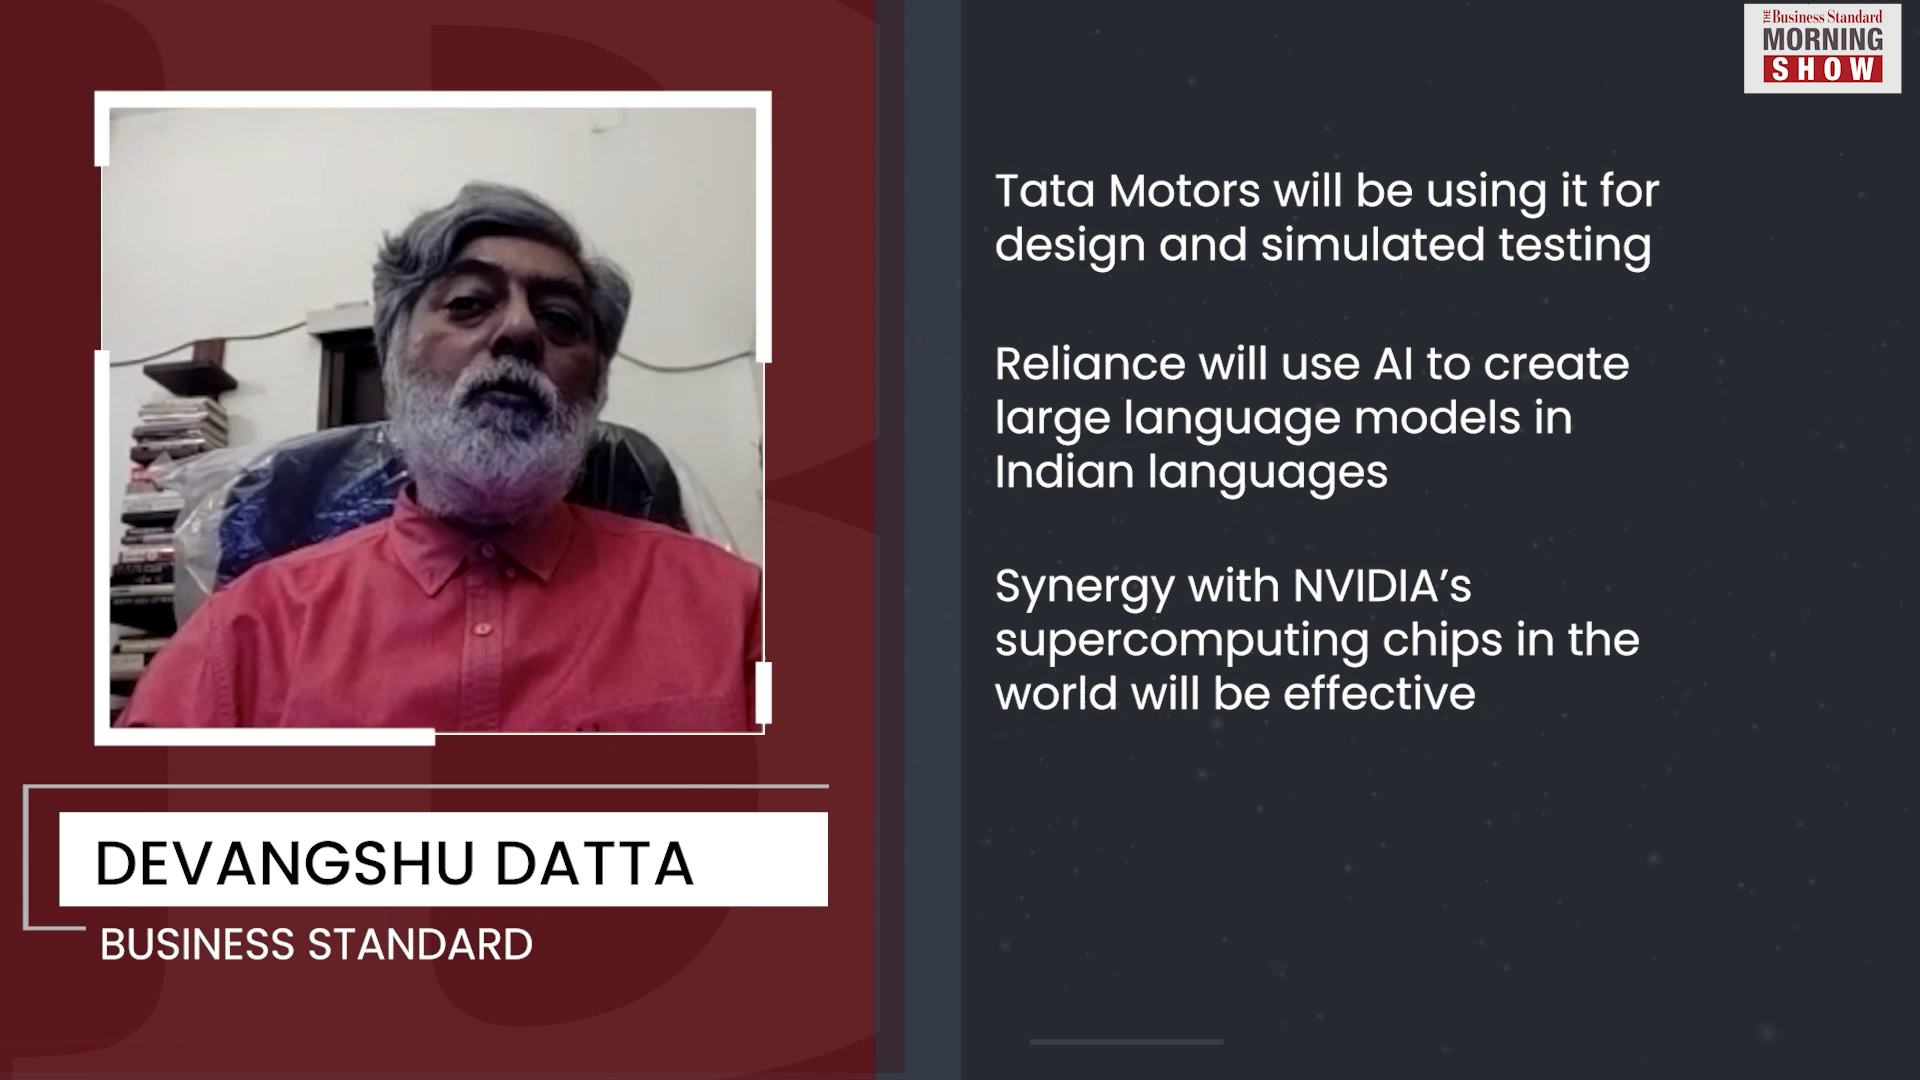 THE
Business Standard
MORNING
SHOW
Tata Motors will be using it for
design and simulated testing
Reliance will use AI to create
large language models in
Indian languages
Synergy with NVIDIA’s
supercomputing chips in the
world will be effective
DEVANGSHU DATTA
BUSINESS STANDARD